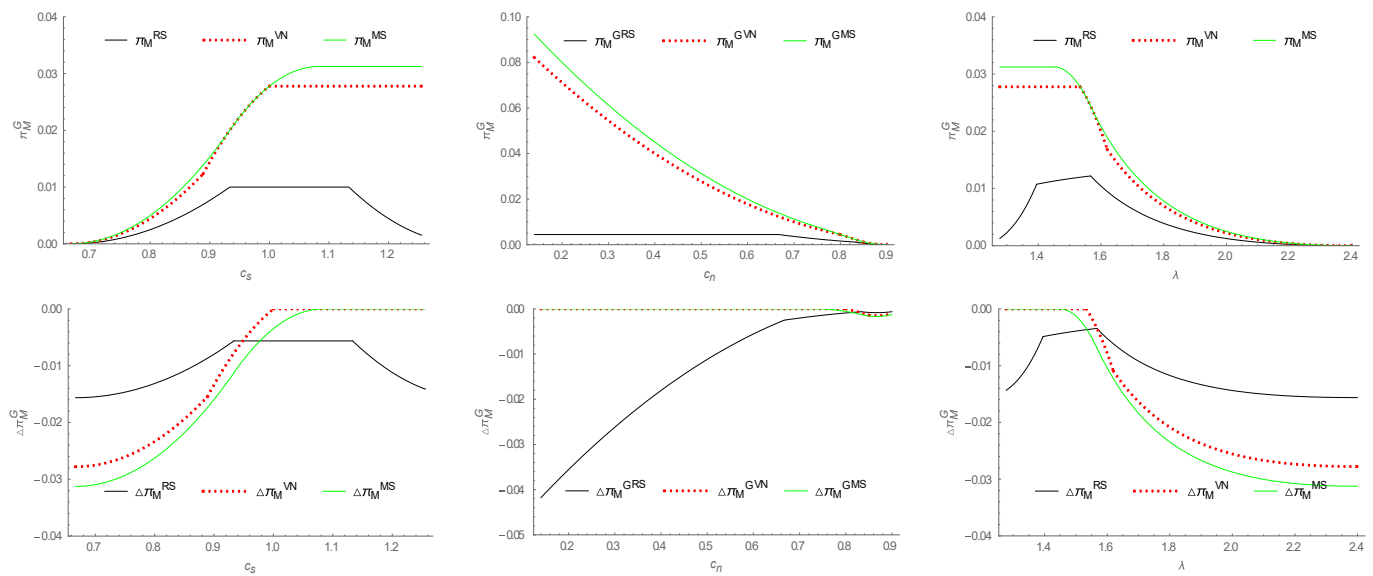 0.04
0.03
0.02
0.01
0.00
π_M^G
π_M^RS π_M^VN π_M^MS
0.7 0.8 0.9 1.0 1.1 1.2
c_s
0.10
0.08
0.06
0.04
0.02
0.00
π_M^G
π_M^GRS π_M^GVN π_M^GMS
0.2 0.3 0.4 0.5 0.6 0.7 0.8 0.9
c_n
0.04
0.03
0.02
0.01
0.00
π_M^G
π_M^RS π_M^VN π_M^MS
1.4 1.6 1.8 2.0 2.2 2.4
λ
0.00
−0.01
−0.02
−0.03
−0.04
△π_M^G
△π_M^RS △π_M^VN △π_M^MS
0.7 0.8 0.9 1.0 1.1 1.2
c_s
0.00
−0.01
−0.02
−0.03
−0.04
−0.05
△π_M^G
△π_M^GRS △π_M^GVN △π_M^GMS
0.2 0.3 0.4 0.5 0.6 0.7 0.8 0.9
c_n
0.00
−0.01
−0.02
−0.03
−0.04
△π_M^G
△π_M^RS △π_M^VN △π_M^MS
1.4 1.6 1.8 2.0 2.2 2.4
λ